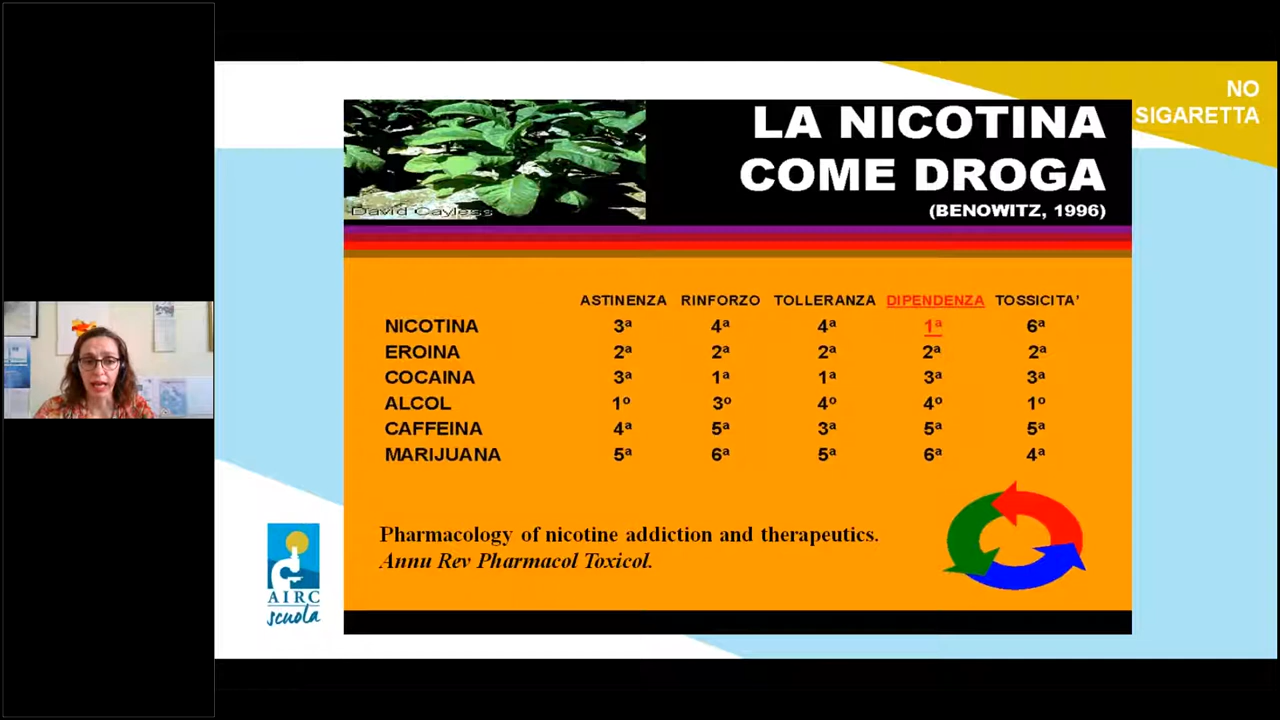 NO
SIGARETTA
LA NICOTINA
COME DROGA
(BENOWITZ, 1996)
David Cayless
ASTINENZA RINFORZO TOLLERANZA DIPENDENZA TOSSICITA'
NICOTINA 3ª 4ª 4ª 1ª 6ª
EROINA 2ª 2ª 2ª 2ª 2ª
COCAINA 3ª 1ª 1ª 3ª 3ª
ALCOL 1º 3º 4º 4º 1º
CAFFEINA 4ª 5ª 3ª 5ª 5ª
MARIJUANA 5ª 6ª 5ª 6ª 4ª
Pharmacology of nicotine addiction and therapeutics.
Annu Rev Pharmacol Toxicol.
AIRC
scuola